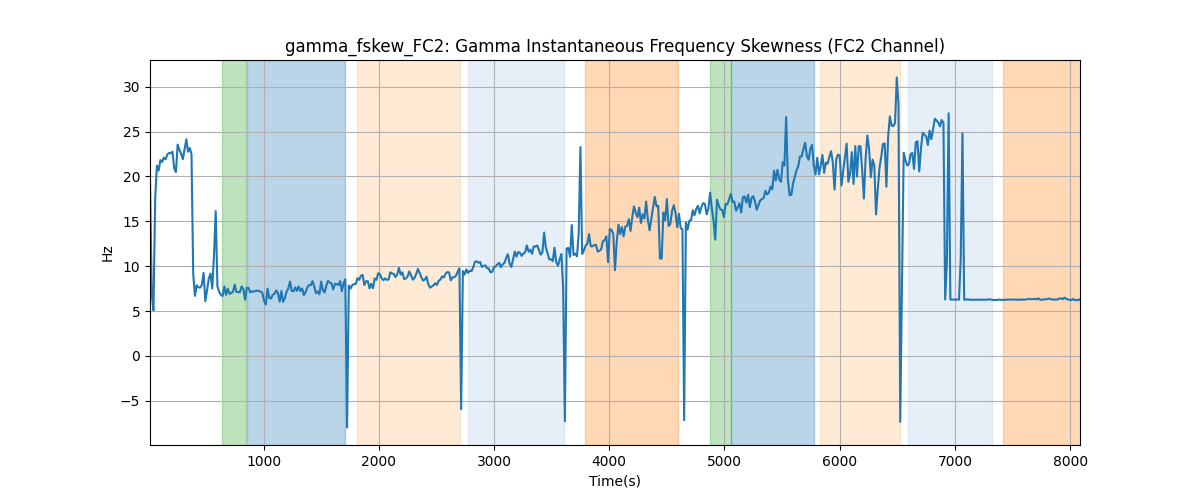 gamma_fskew_FC2: Gamma Instantaneous Frequency Skewness (FC2 Channel)
Hz
30
25
20
15
10
5
0
−5
1000 2000 3000 4000 5000 6000 7000 8000
Time(s)